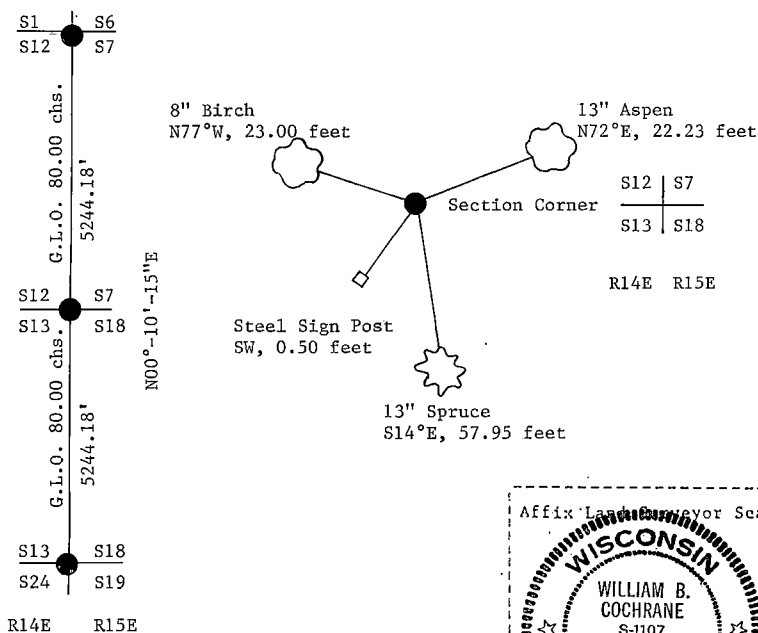 S1 S6
S12 S7
G.L.O. 80.00 chs.
5244.18'
S12 S7
S13 S18
N00°-10'-15"E
G.L.O. 80.00 chs.
5244.18'
S13 S18
S24 S19
R14E R15E
8" Birch
N77°W, 23.00 feet
13" Aspen
N72°E, 22.23 feet
Section Corner
S12 S7
S13 S18
R14E R15E
Steel Sign Post
SW, 0.50 feet
13" Spruce
S14°E, 57.95 feet
Affix Land Surveyor Sea
WISCONSIN
WILLIAM B.
COCHRANE
S-1107